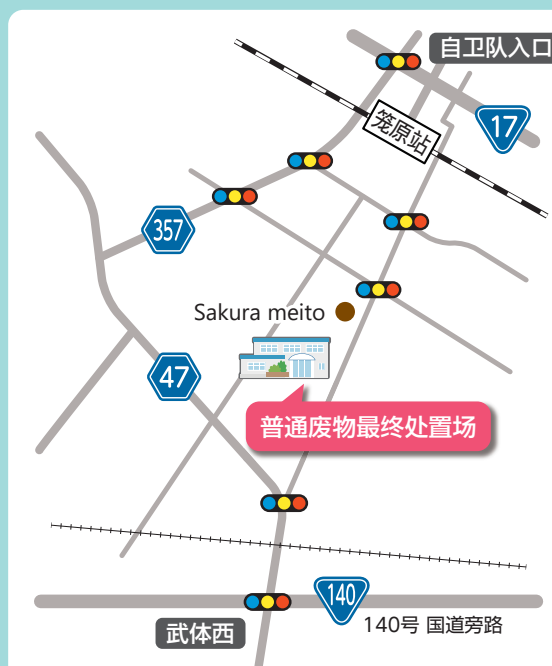 自卫队入口
17
笼原站
357
Sakura meito
47
普通废物最终处置场
140
140号 国道旁路
武体西